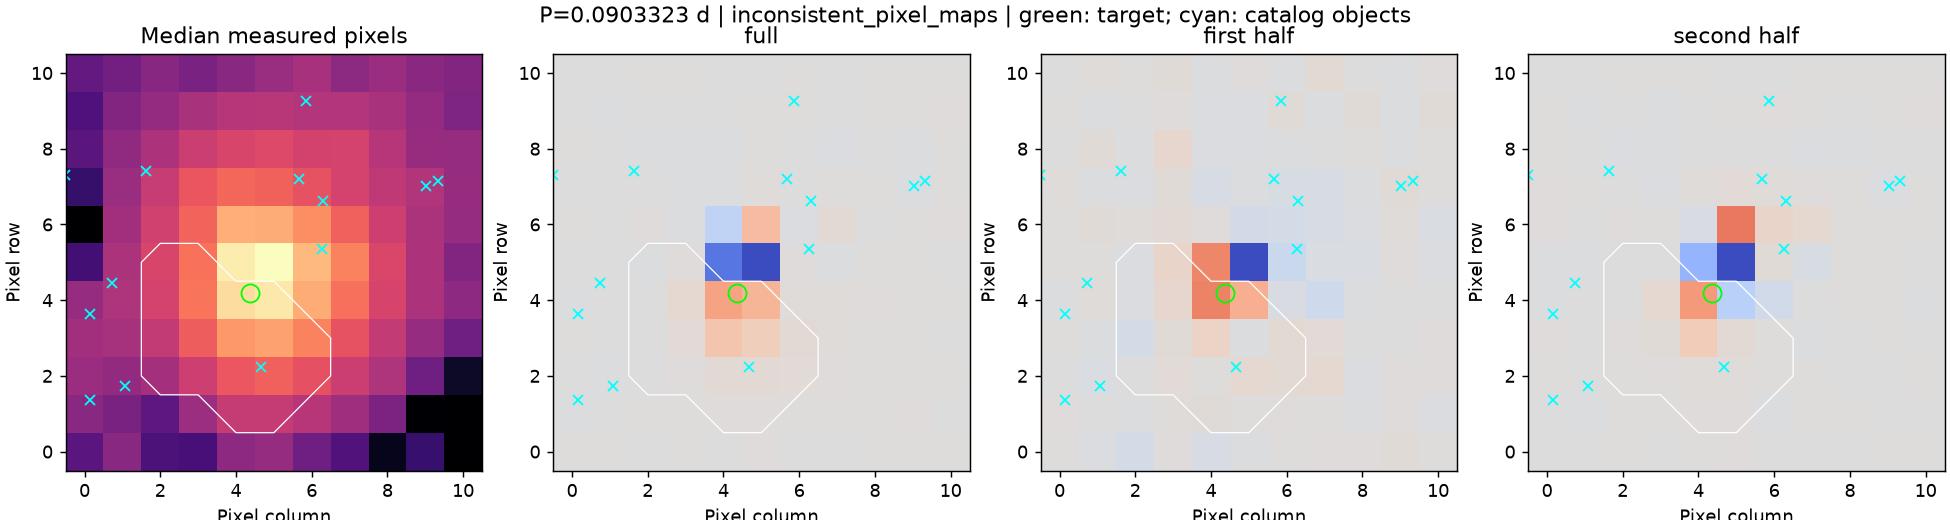 P=0.0903323 d | inconsistent_pixel_maps | green: target; cyan: catalog objects
Median measured pixels
full
first half
second half
10
8
6
4
2
0
Pixel row
0 2 4 6 8 10
Pixel column
10
8
6
4
2
0
Pixel row
0 2 4 6 8 10
Pixel column
10
8
6
4
2
0
Pixel row
0 2 4 6 8 10
Pixel column
10
8
6
4
2
0
Pixel row
0 2 4 6 8 10
Pixel column